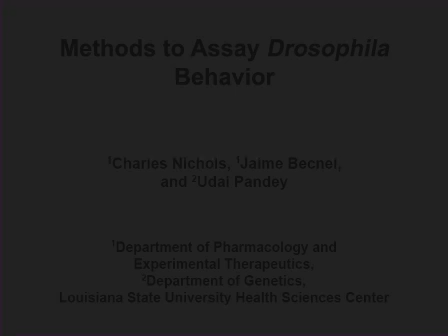 Methods to Assay Drosophila
Behavior
¹Charles Nichols, ¹Jaime Becnel,
and ²Udai Pandey
¹Department of Pharmacology and
Experimental Therapeutics,
²Department of Genetics,
Louisiana State University Health Sciences Center